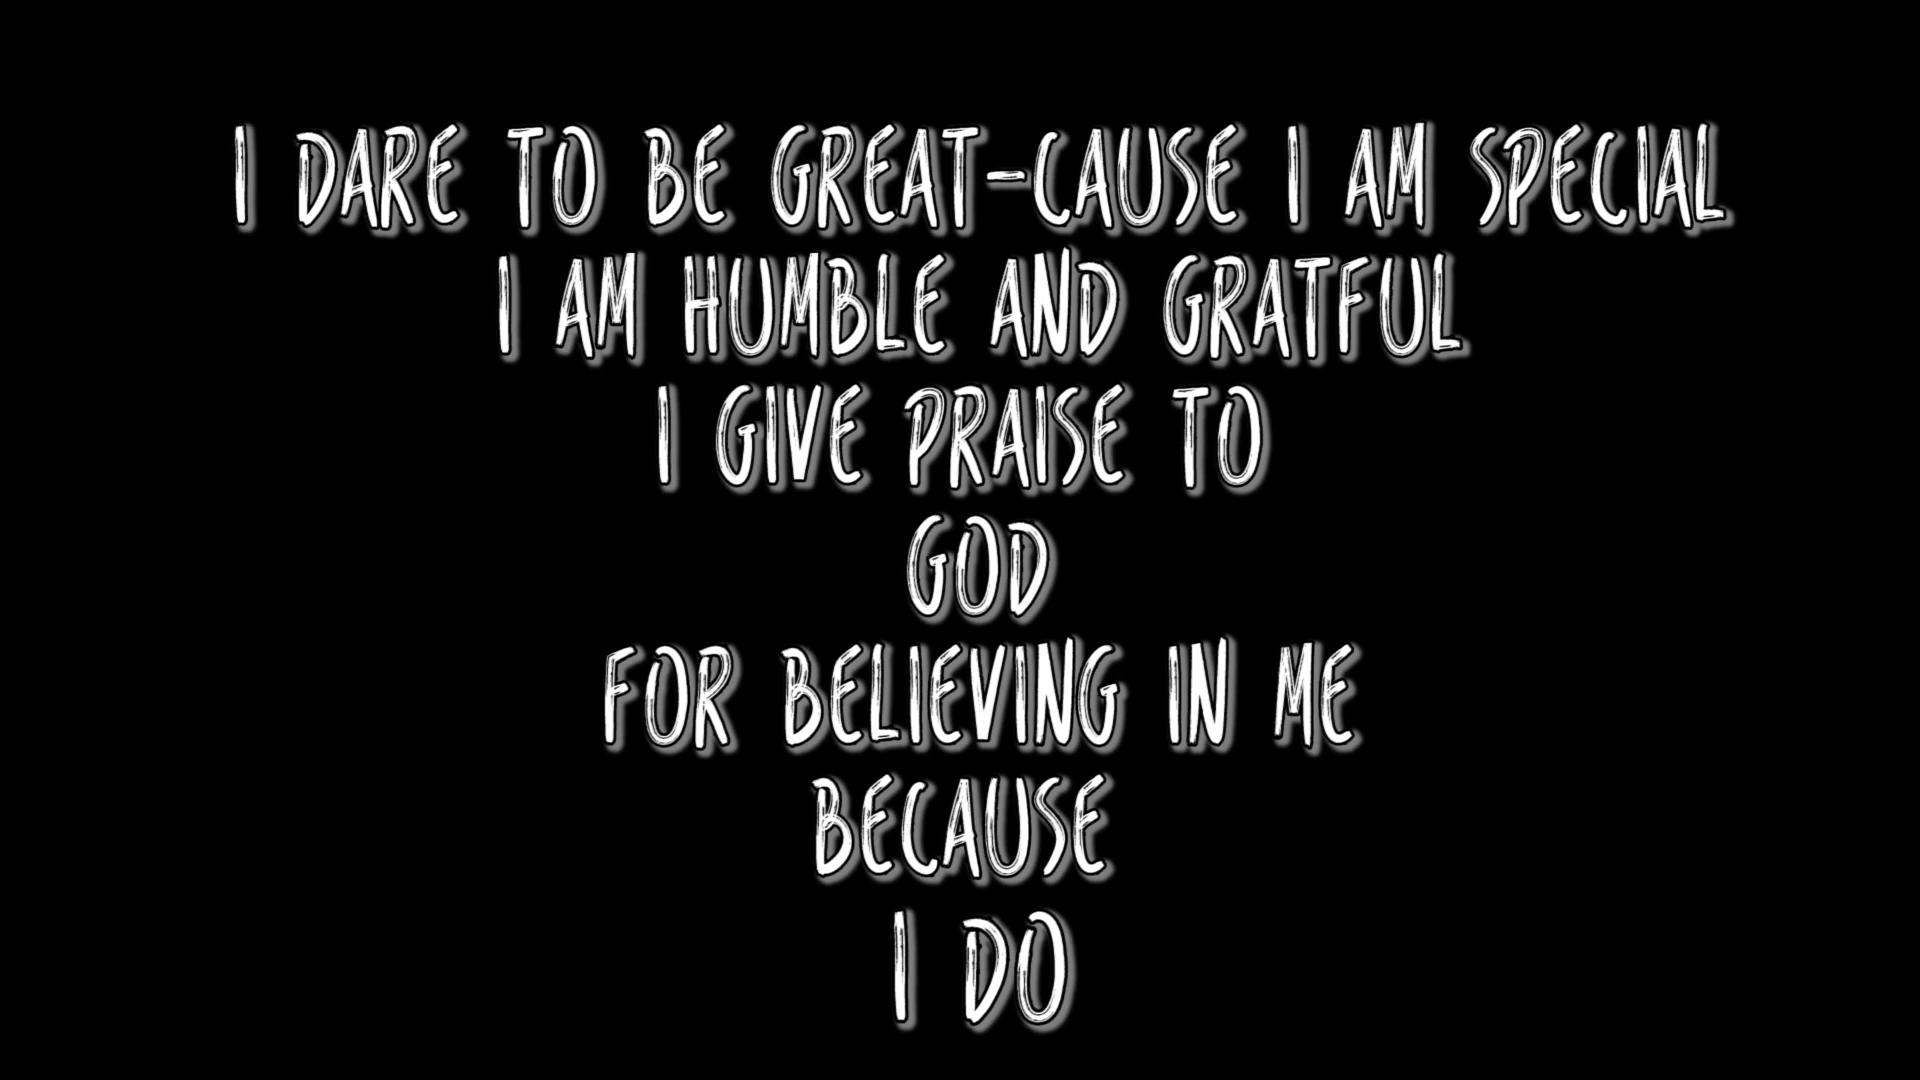 I DARE TO BE GREAT-CAUSE I AM SPECIAL
I AM HUMBLE AND GRATFUL
I GIVE PRAISE TO
GOD
FOR BELIEVING IN ME
BECAUSE
I DO